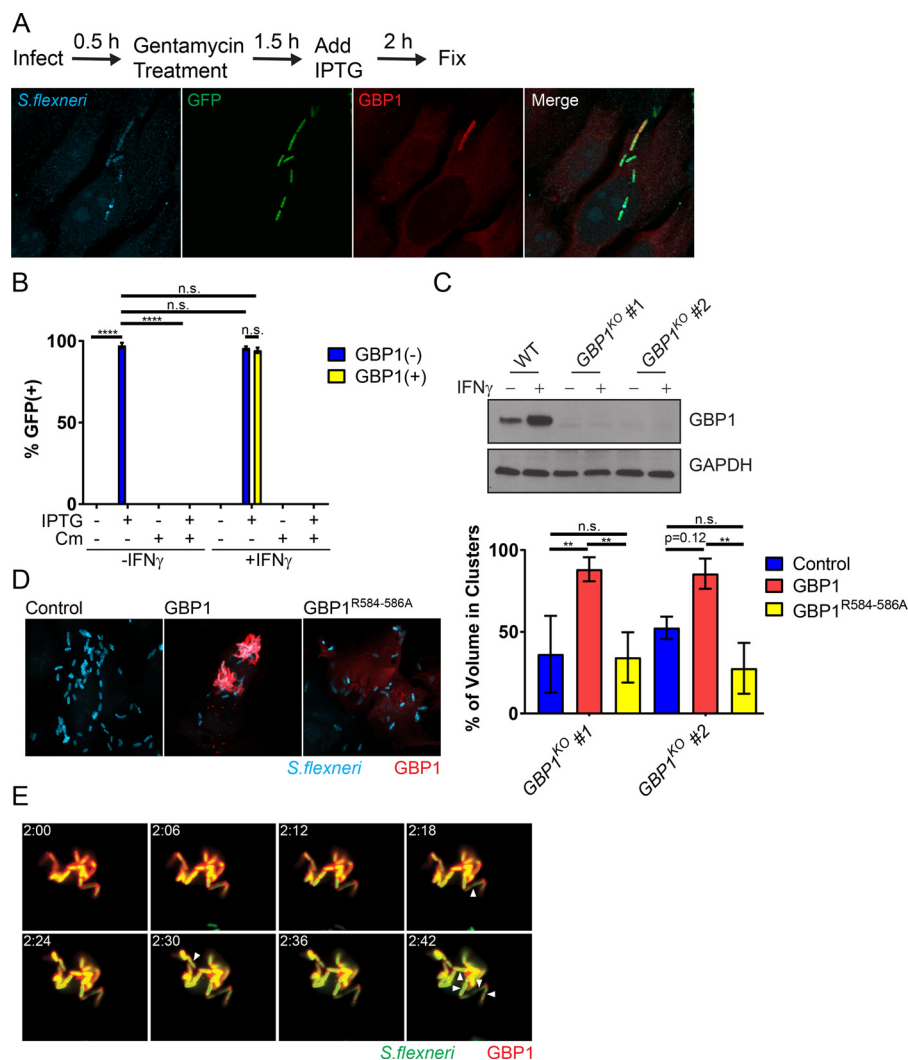 A
Infect 0.5 h Gentamycin Treatment 1.5 h Add IPTG 2 h Fix
S.flexneri GFP GBP1 Merge
B
n.s.
n.s.
****
**** n.s.
100
50
0
% GFP(+)
GBP1(-)
GBP1(+)
IPTG - + - + - + - +
Cm - - + + - - + +
-IFNγ +IFNγ
C
WT GBP1KO #1 GBP1KO #2
IFNγ - + - + - +
GBP1
GAPDH
n.s. n.s.
** ** p=0.12 **
100
50
0
% of Volume in Clusters
Control
GBP1
GBP1R584-586A
GBP1KO #1 GBP1KO #2
D
Control GBP1 GBP1R584-586A
S.flexneri GBP1
E
2:00 2:06 2:12 2:18
2:24 2:30 2:36 2:42
S.flexneri GBP1